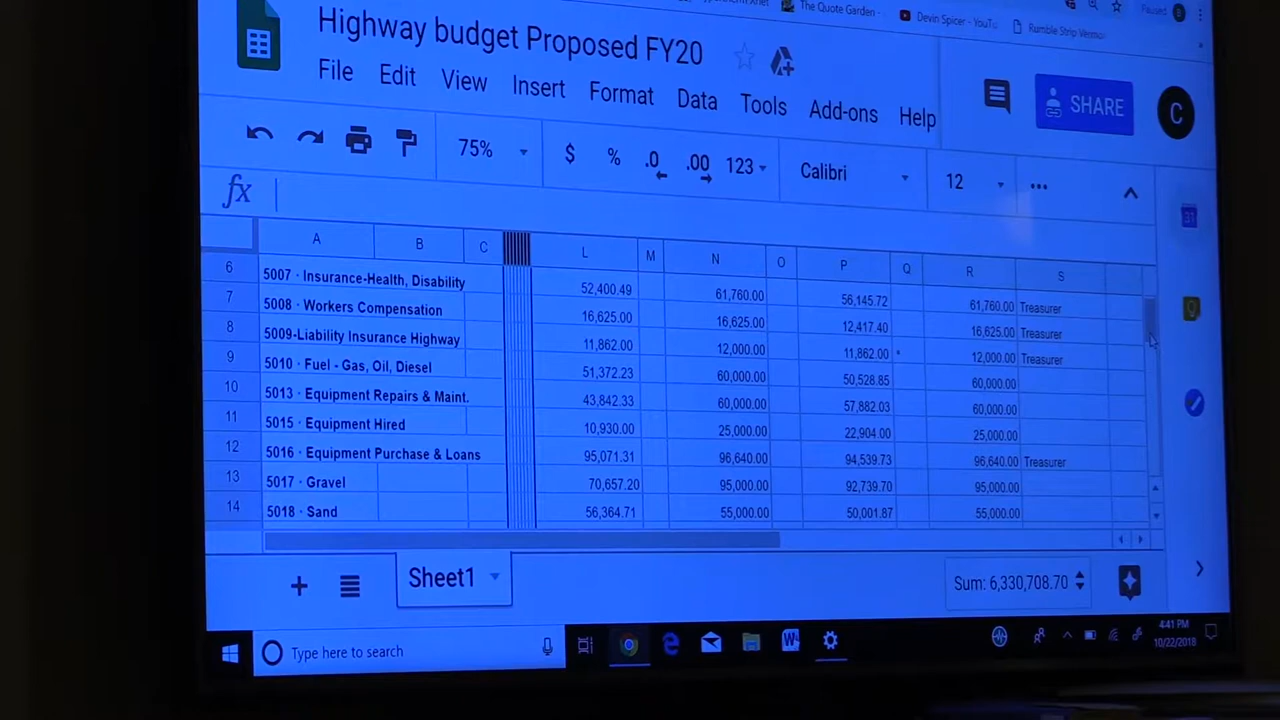 The Quote Garden -
Devin Spicer - YouT
Rumble Strip Vermo
Paused
Highway budget Proposed FY20
File Edit View Insert Format Data Tools Add-ons Help
SHARE
C
75% $ % .0 .00 123 Calibri 12 •••
31
fx
A B C L M N O P Q R S
6 5007 · Insurance-Health, Disability 52,400.49 61,760.00 56,145.72 61,760.00 Treasurer
7 5008 · Workers Compensation 16,625.00 16,625.00 12,417.40 16,625.00 Treasurer
8 5009-Liability Insurance Highway 11,862.00 12,000.00 11,862.00 * 12,000.00 Treasurer
9 5010 · Fuel - Gas, Oil, Diesel 51,372.23 60,000.00 50,528.85 60,000.00
10 5013 · Equipment Repairs & Maint. 43,842.33 60,000.00 57,882.03 60,000.00
11 5015 · Equipment Hired 10,930.00 25,000.00 22,904.00 25,000.00
12 5016 · Equipment Purchase & Loans 95,071.31 96,640.00 94,539.73 96,640.00 Treasurer
13 5017 · Gravel 70,657.20 95,000.00 92,739.70 95,000.00
14 5018 · Sand 56,364.71 55,000.00 50,001.87 55,000.00
Sheet1
Sum: 6,330,708.70
Type here to search
4:41 PM
10/22/2018